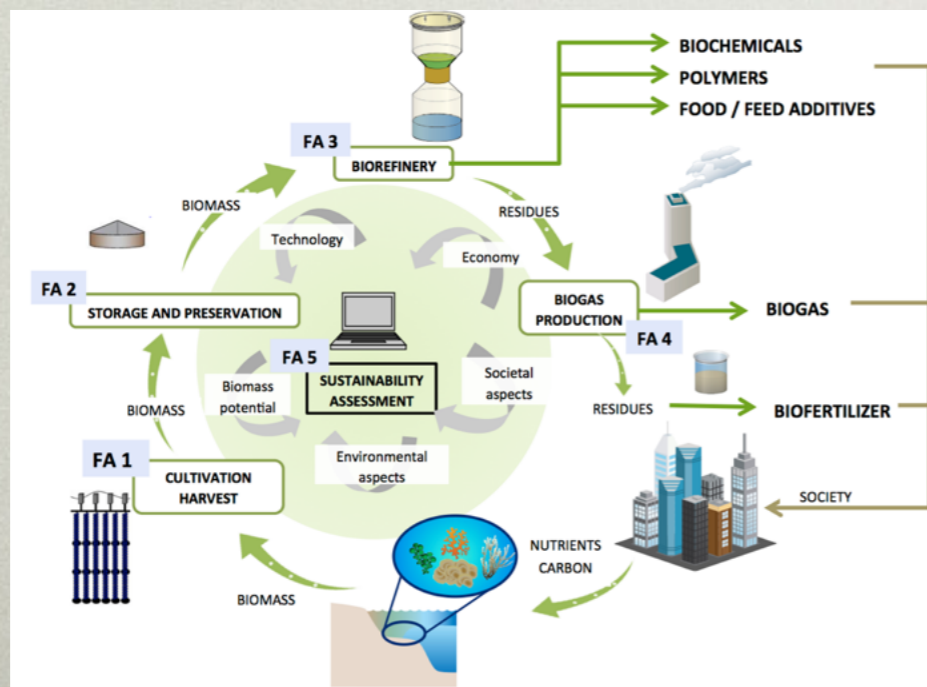 BIOCHEMICALS
POLYMERS
FOOD / FEED ADDITIVES
FA 3
BIOREFINERY
BIOMASS
RESIDUES
Technology
Economy
FA 2
STORAGE AND PRESERVATION
BIOGAS
PRODUCTION
FA 4
BIOGAS
FA 5
SUSTAINABILITY
ASSESSMENT
Biomass
potential
Societal
aspects
Environmental
aspects
BIOMASS
RESIDUES
BIOFERTILIZER
FA 1
CULTIVATION
HARVEST
SOCIETY
NUTRIENTS
CARBON
BIOMASS